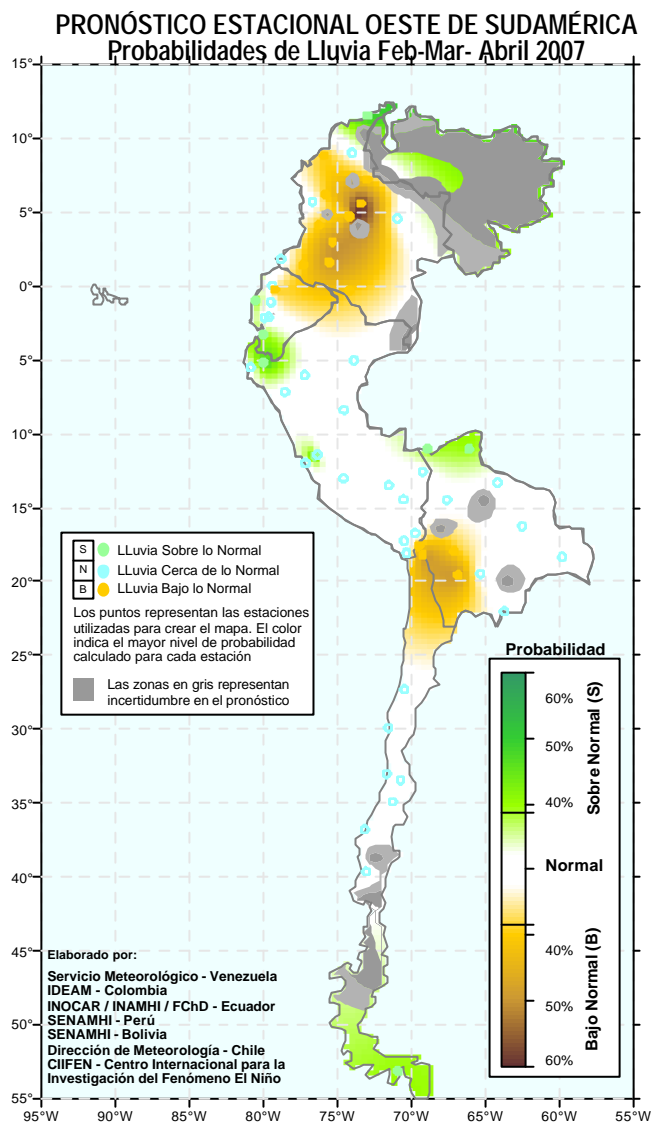 PRONÓSTICO ESTACIONAL OESTE DE SUDAMÉRICA
Probabilidades de Lluvia Feb-Mar- Abril 2007
15°
10°
5°
0°
5°
10°
15°
20°
25°
30°
35°
40°
45°
50°
55°
S LLuvia Sobre lo Normal
N LLuvia Cerca de lo Normal
B LLuvia Bajo lo Normal
Los puntos representan las estaciones
utilizadas para crear el mapa. El color
indica el mayor nivel de probabilidad
calculado para cada estación
Las zonas en gris representan
incertidumbre en el pronóstico
Probabilidad
60%
50%
40%
Sobre Normal (S)
Normal
40%
50%
60%
Bajo Normal (B)
Elaborado por:
Servicio Meteorológico - Venezuela
IDEAM - Colombia
INOCAR / INAMHI / FChD - Ecuador
SENAMHI - Perú
SENAMHI - Bolivia
Dirección de Meteorología - Chile
CIIFEN - Centro Internacional para la
Investigación del Fenómeno El Niño
95°W 90°W 85°W 80°W 75°W 70°W 65°W 60°W 55°W